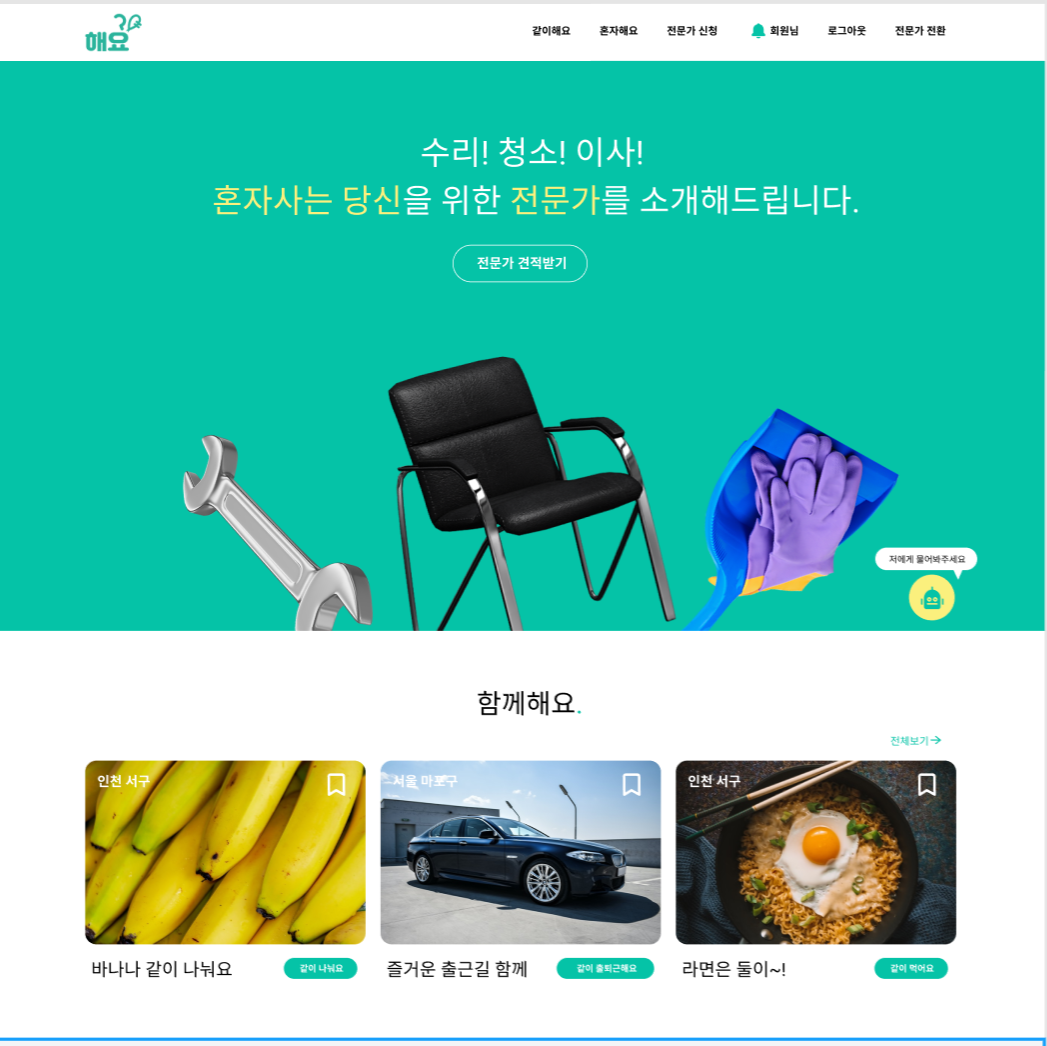 해요
같이해요 혼자해요 전문가 신청 회원님 로그아웃 전문가 전환
수리! 청소! 이사!
혼자사는 당신을 위한 전문가를 소개해드립니다.
전문가 견적받기
저에게 물어봐주세요
함께해요.
전체보기
인천 서구 서울 마포구 인천 서구
바나나 같이 나눠요 같이 나눠요 즐거운 출근길 함께 같이 출퇴근해요 라면은 둘이~! 같이 먹어요